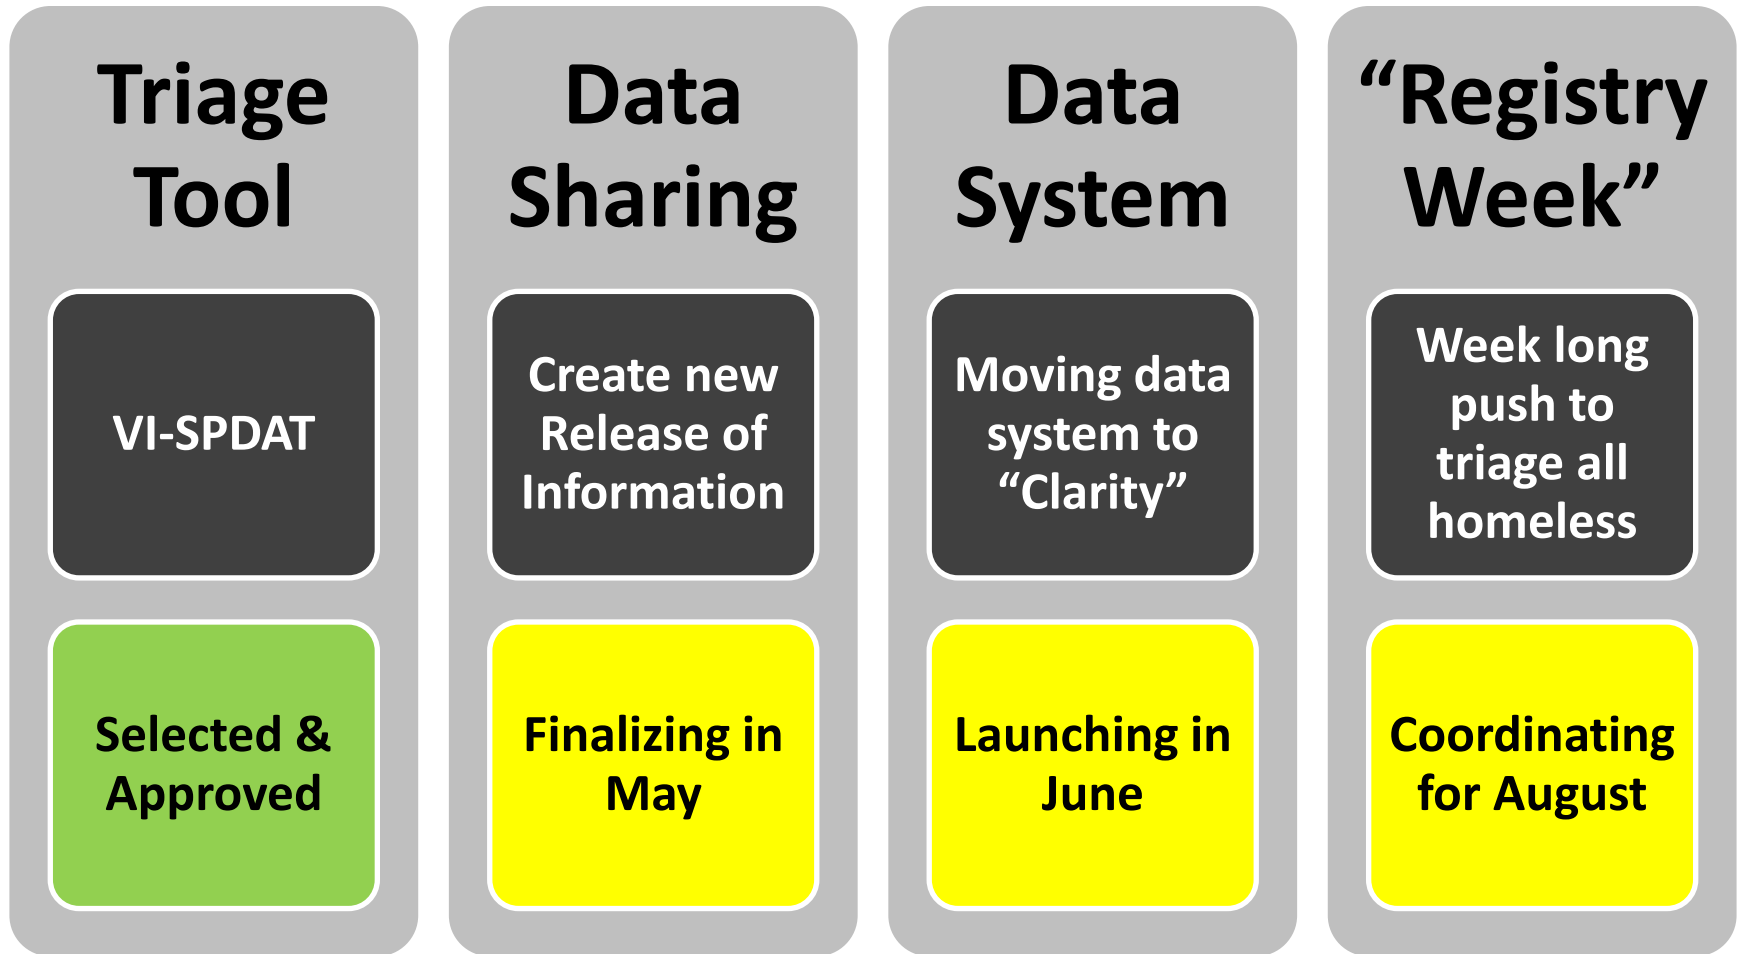 Triage
Tool
VI-SPDAT
Selected &
Approved
Data
Sharing
Create new
Release of
Information
Finalizing in
May
Data
System
Moving data
system to
“Clarity”
Launching in
June
“Registry
Week”
Week long
push to
triage all
homeless
Coordinating
for August